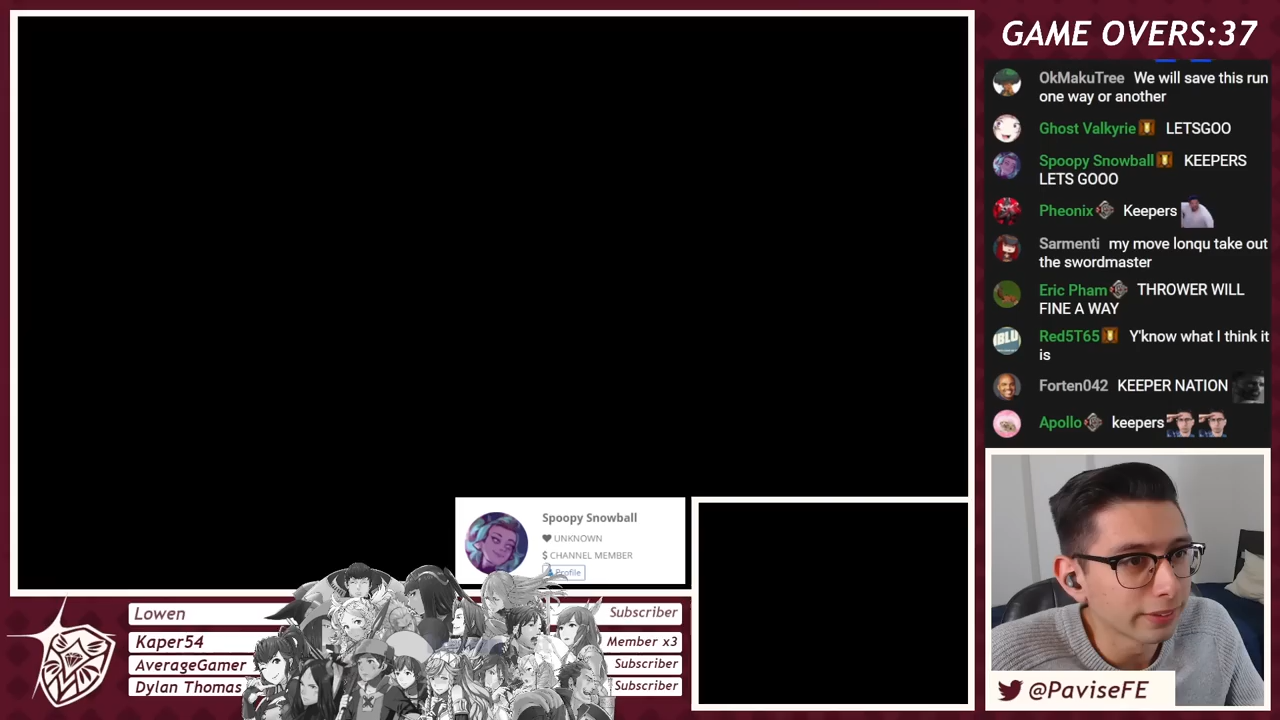 GAME OVERS:37
OkMakuTree We will save this run
one way or another
Ghost Valkyrie LETSGOO
Spoopy Snowball KEEPERS
LETS GOOO
Pheonix Keepers
Sarmenti my move lonqu take out
the swordmaster
Eric Pham THROWER WILL
FINE A WAY
Red5T65 Y'know what I think it
is
Forten042 KEEPER NATION
Apollo keepers
Spoopy Snowball
UNKNOWN
$ CHANNEL MEMBER
Profile
Lowen Subscriber
Kaper54 Member x3
AverageGamer Subscriber
Dylan Thomas Subscriber
@PaviseFE